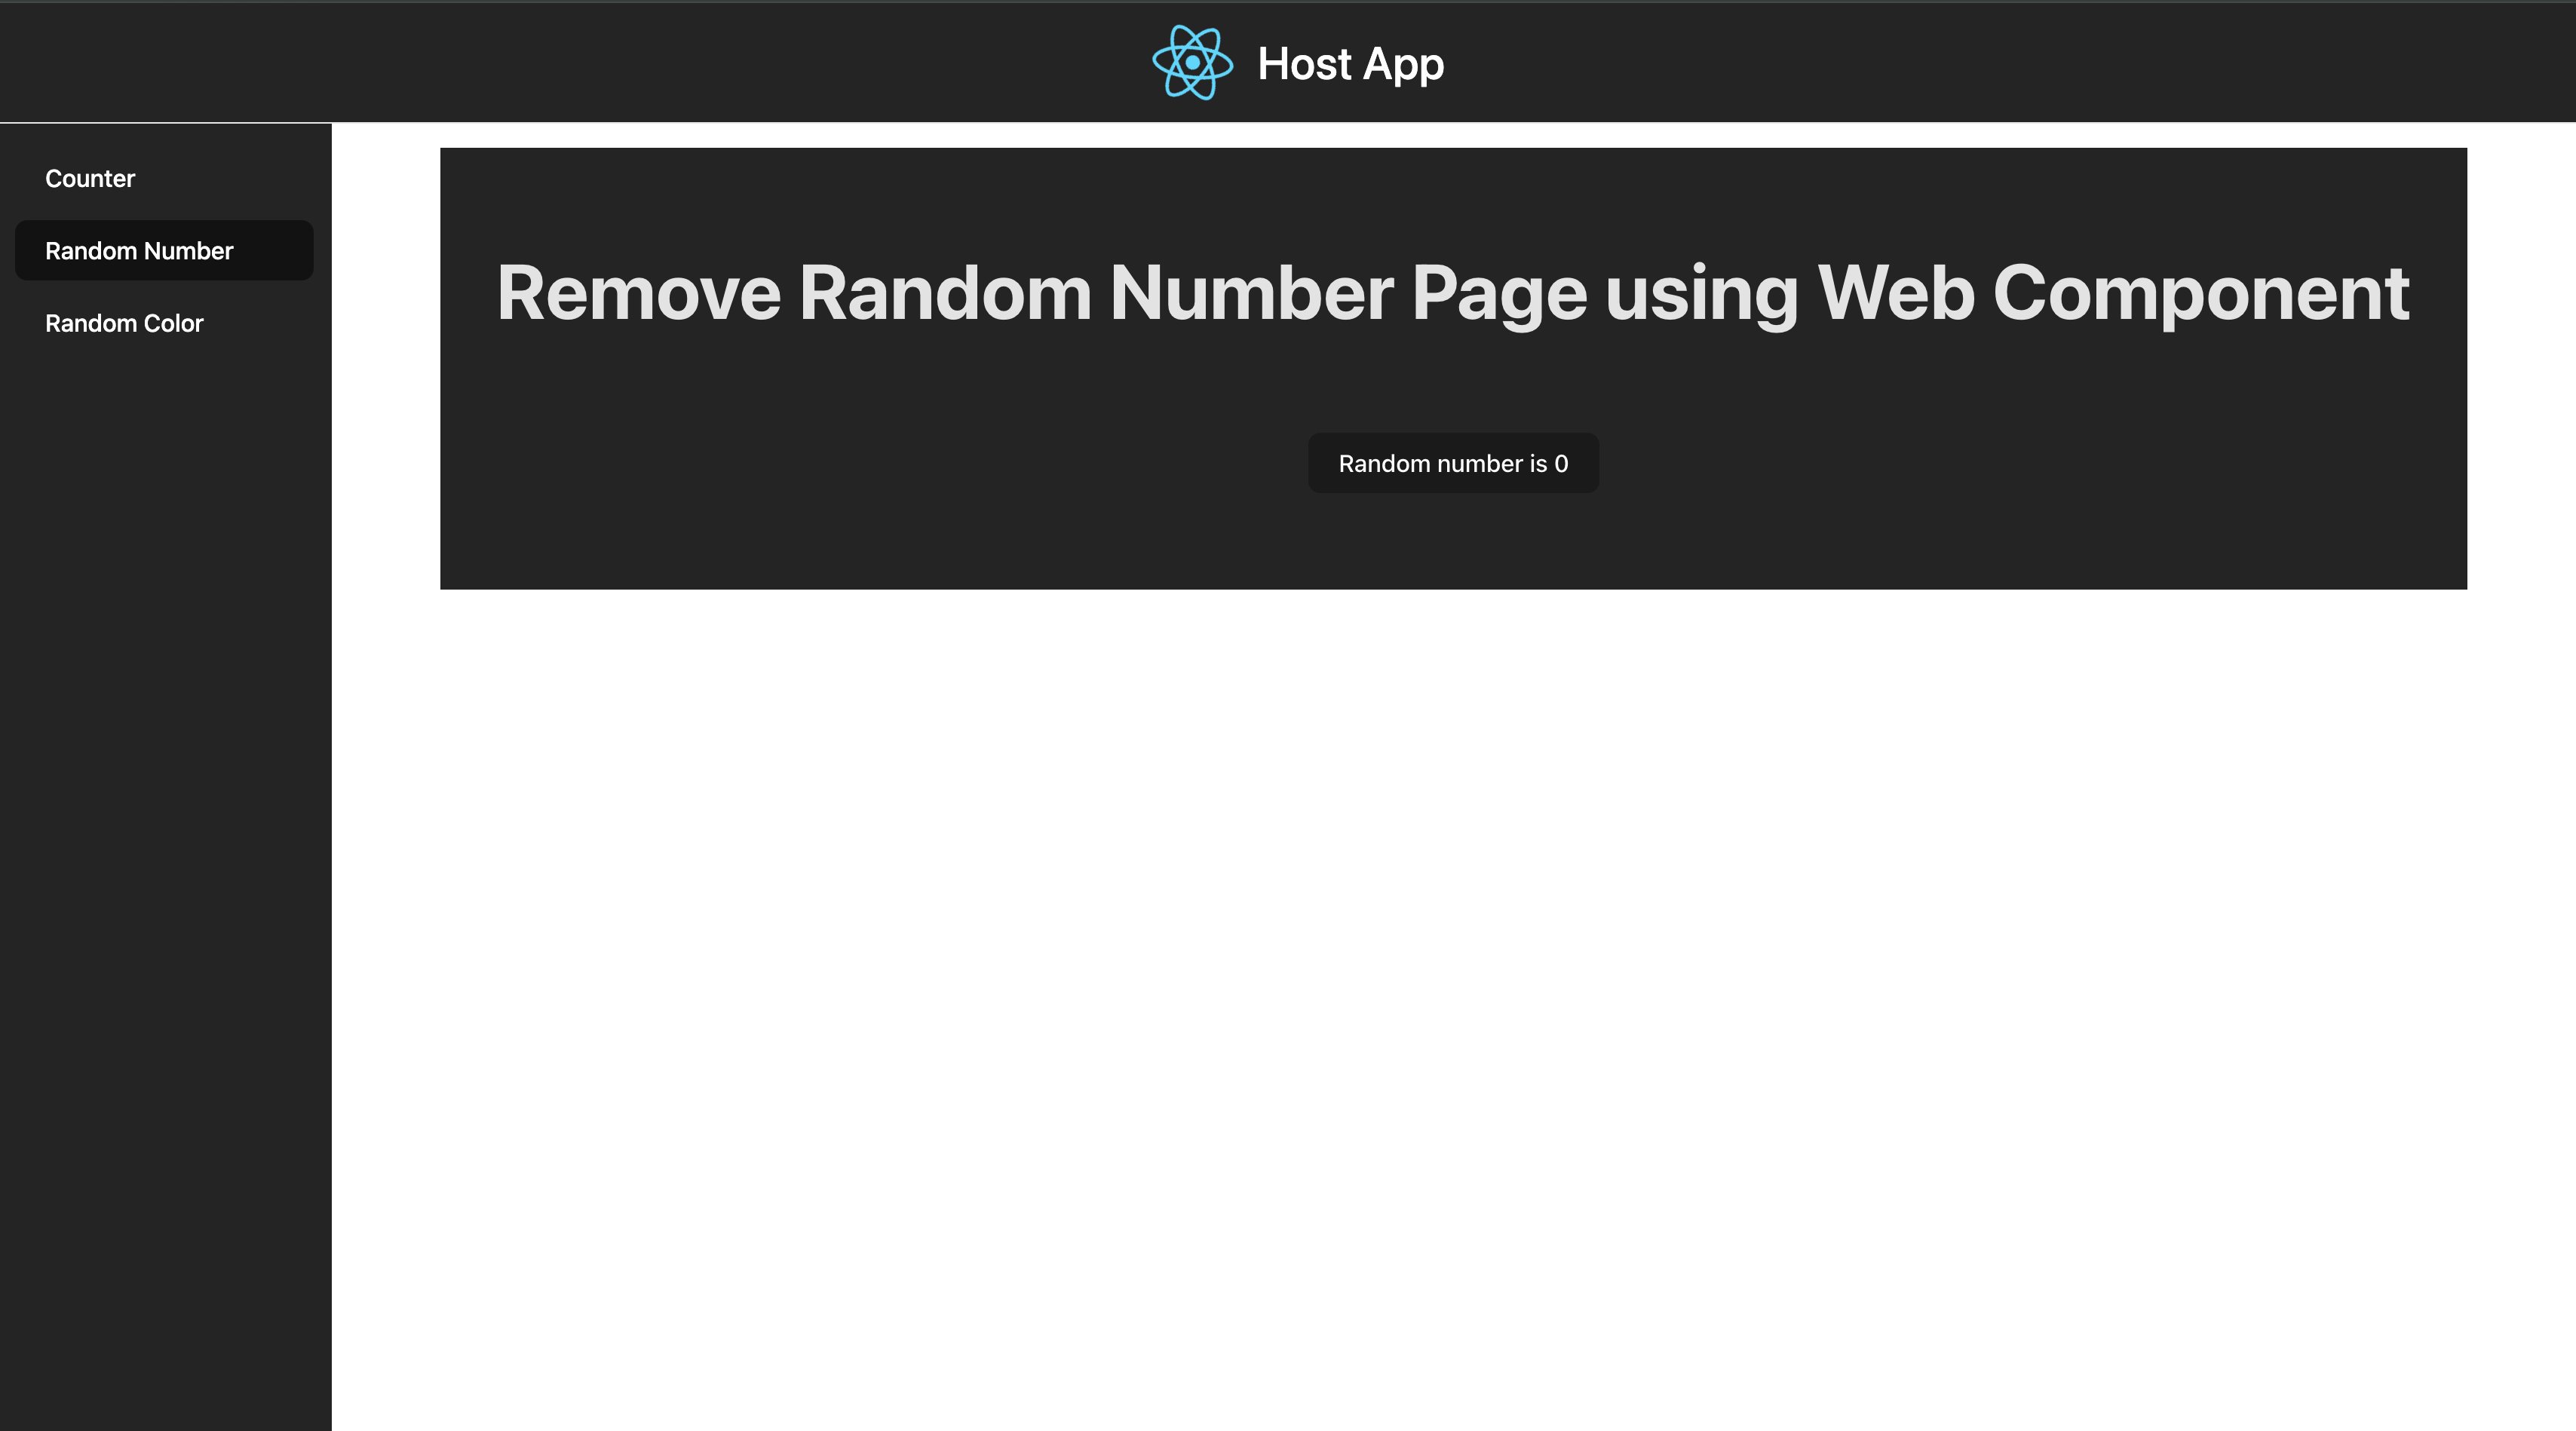 Host App
Counter
Random Number
Random Color
Remove Random Number Page using Web Component
Random number is 0